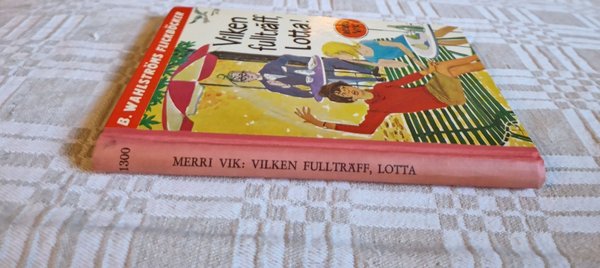 B. WAHLSTRÖMS FLICKBÖCKER
Vilken
fullträff,
Lotta!
1300
MERRI VIK: VILKEN FULLTRÄFF, LOTTA